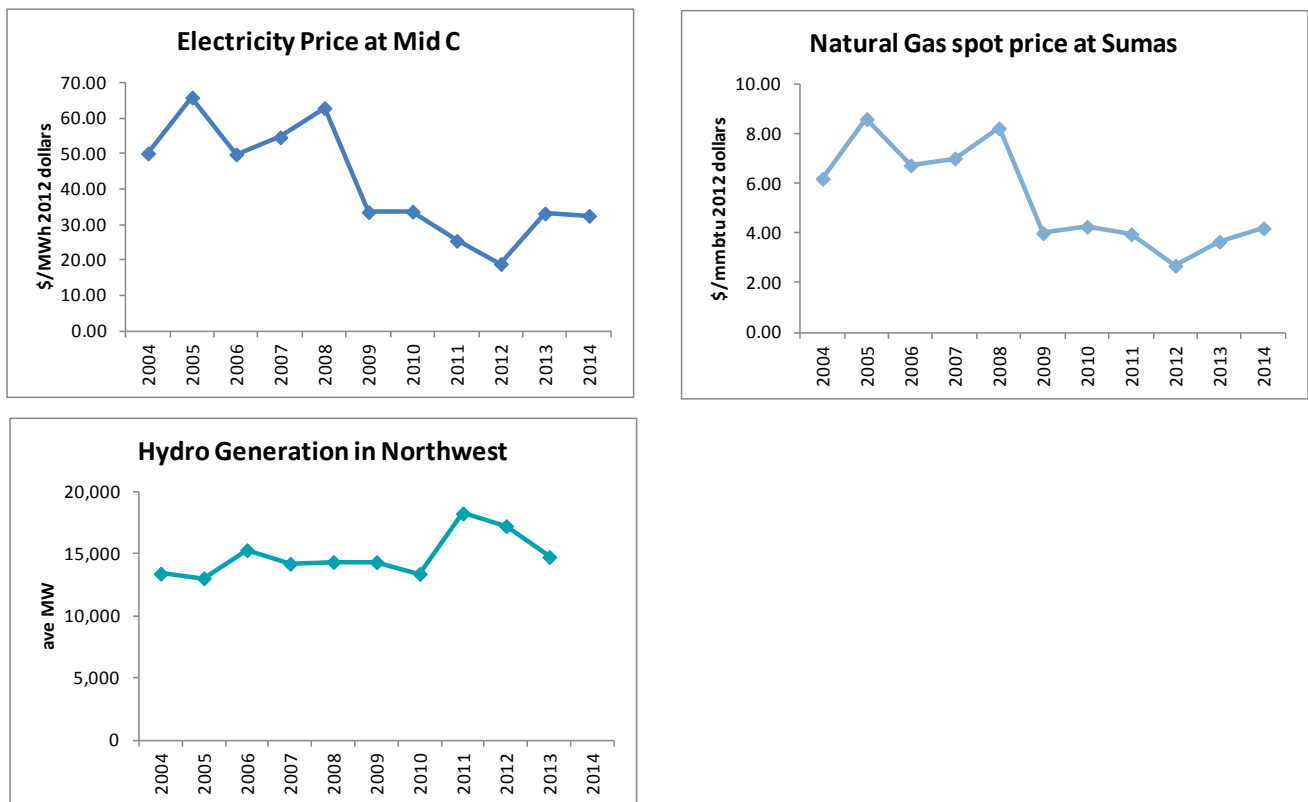 Electricity Price at Mid C
$/MWh 2012 dollars
70.00
60.00
50.00
40.00
30.00
20.00
10.00
0.00
2004 2005 2006 2007 2008 2009 2010 2011 2012 2013 2014
Natural Gas spot price at Sumas
$/mmbtu 2012 dollars
10.00
8.00
6.00
4.00
2.00
0.00
2004 2005 2006 2007 2008 2009 2010 2011 2012 2013 2014
Hydro Generation in Northwest
ave MW
20,000
15,000
10,000
5,000
0
2004 2005 2006 2007 2008 2009 2010 2011 2012 2013 2014